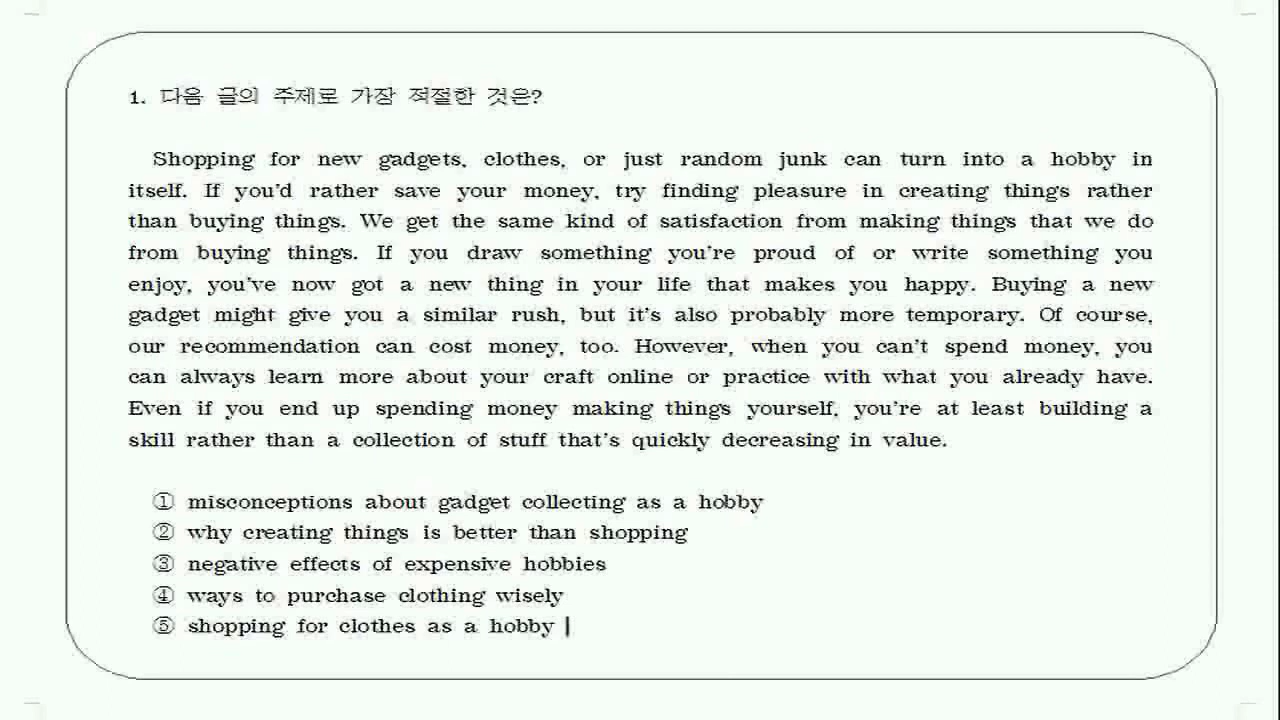 1. 다음 글의 주제로 가장 적절한 것은?
Shopping for new gadgets, clothes, or just random junk can turn into a hobby in
itself. If you'd rather save your money, try finding pleasure in creating things rather
than buying things. We get the same kind of satisfaction from making things that we do
from buying things. If you draw something you're proud of or write something you
enjoy, you've now got a new thing in your life that makes you happy. Buying a new
gadget might give you a similar rush, but it's also probably more temporary. Of course,
our recommendation can cost money, too. However, when you can't spend money, you
can always learn more about your craft online or practice with what you already have.
Even if you end up spending money making things yourself, you're at least building a
skill rather than a collection of stuff that's quickly decreasing in value.
① misconceptions about gadget collecting as a hobby
② why creating things is better than shopping
③ negative effects of expensive hobbies
④ ways to purchase clothing wisely
⑤ shopping for clothes as a hobby